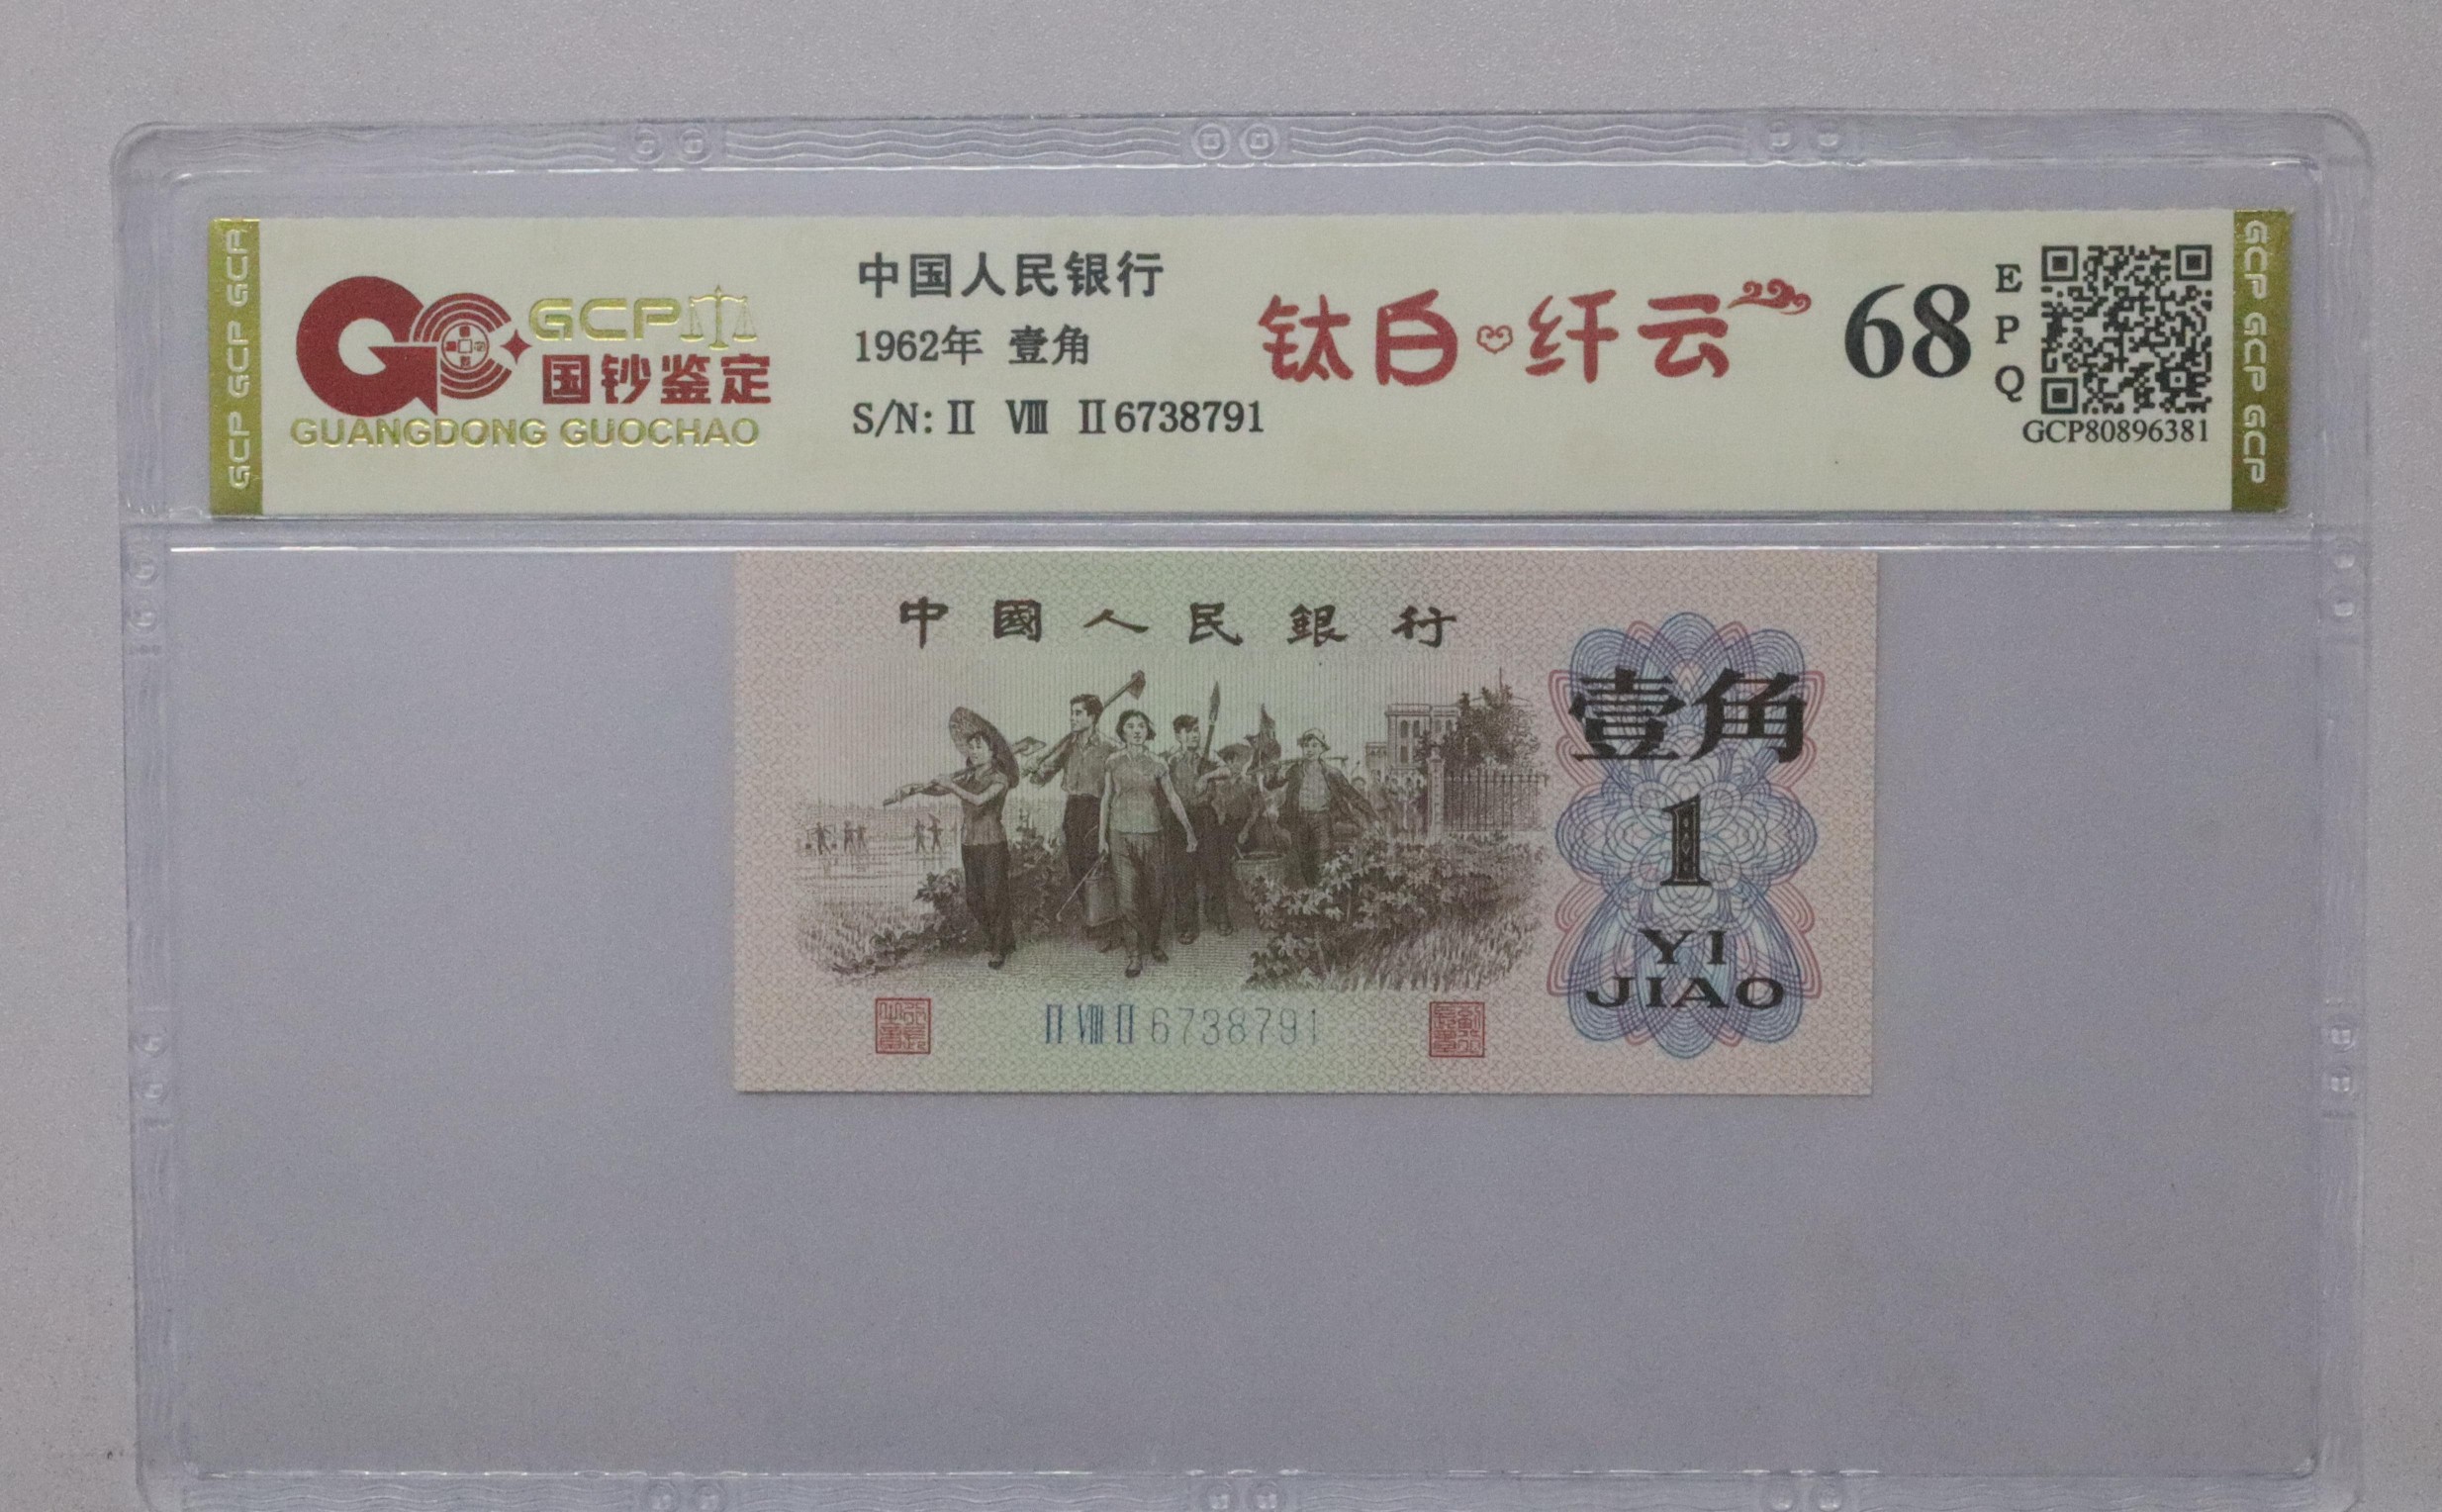 GCP GCP GCP
GCP
国钞鉴定
GUANGDONG GUOCHAO
中国人民银行
1962年 壹角
S/N: Ⅱ Ⅷ Ⅱ6738791
钛白·纤云
68
EPQ
GCP80896381
GCP GCP GCP
中國人民銀行
壹角
1
YI
JIAO
Ⅱ Ⅷ Ⅱ 6738791